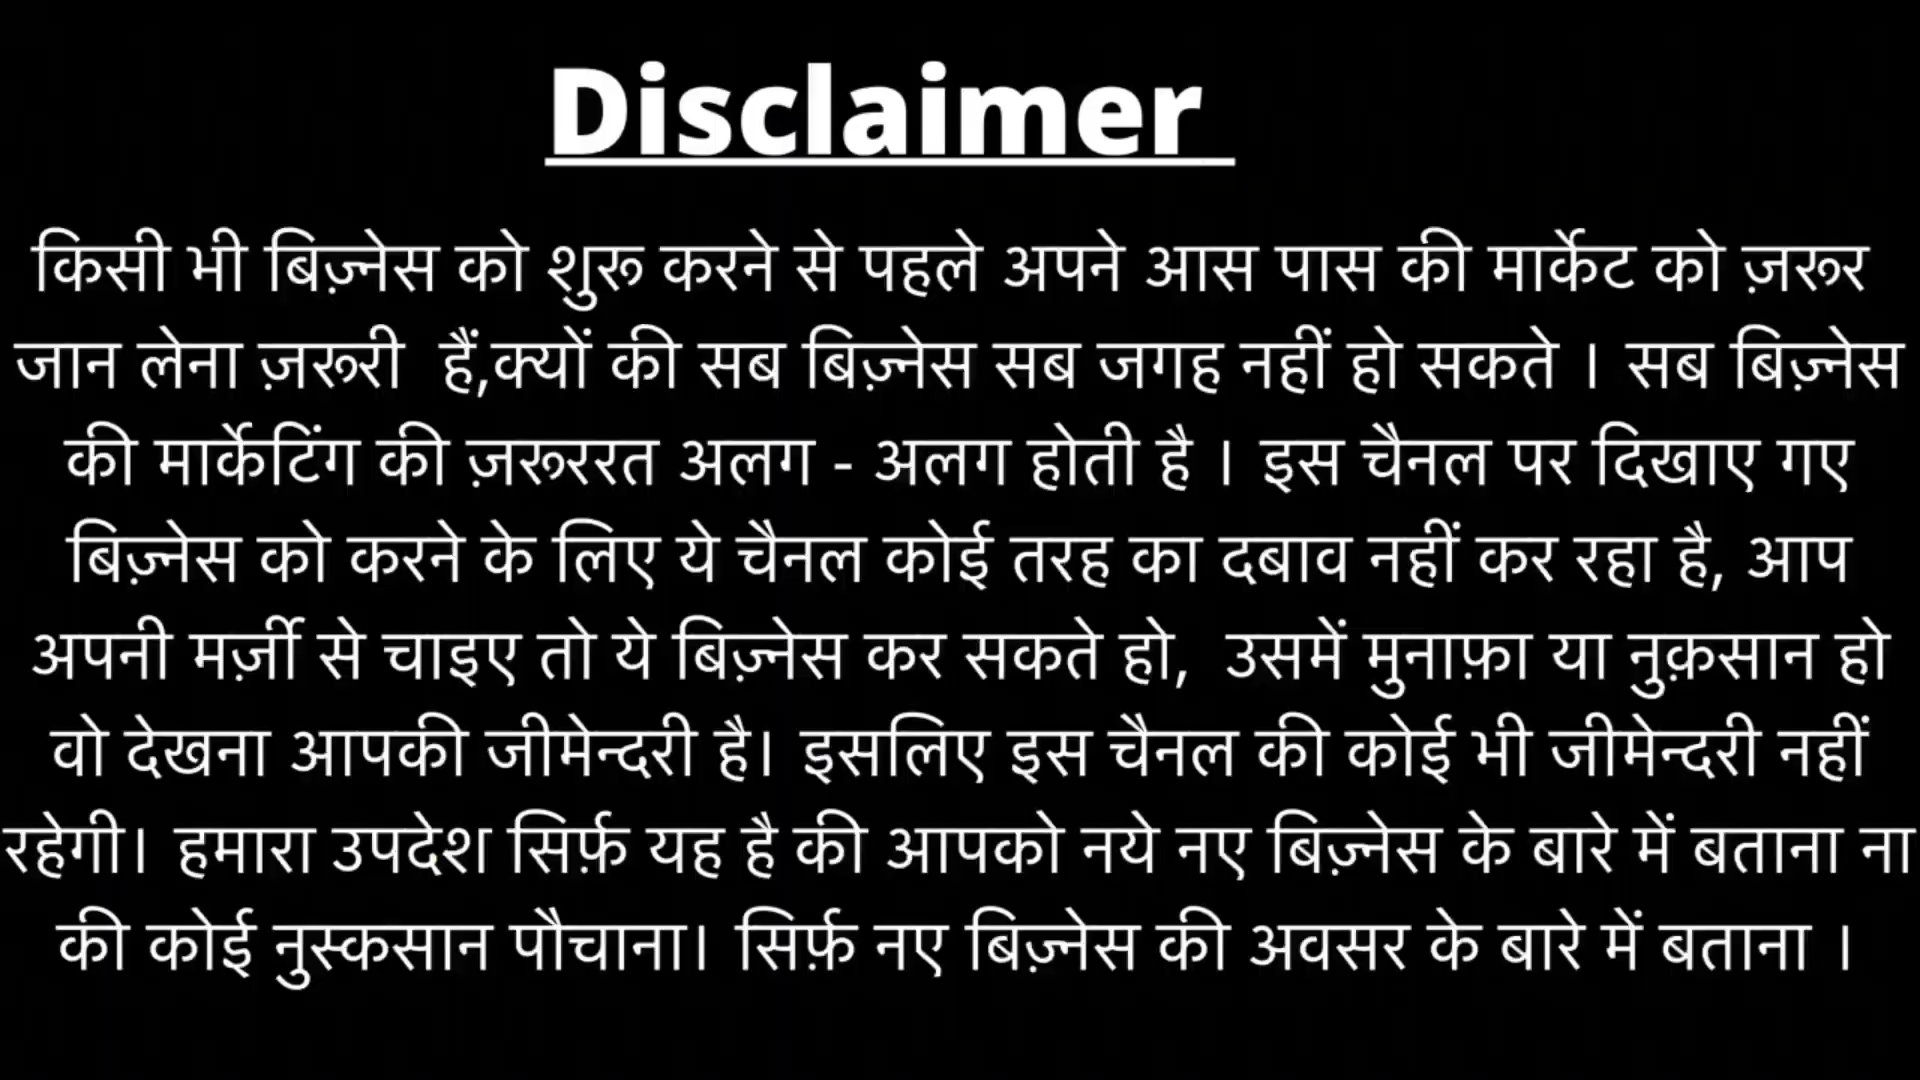 Disclaimer
किसी भी बिज़्नेस को शुरू करने से पहले अपने आस पास की मार्केट को ज़रूर
जान लेना ज़रूरी हैं,क्यों की सब बिज़्नेस सब जगह नहीं हो सकते । सब बिज़्नेस
की मार्केटिंग की ज़रूररत अलग - अलग होती है । इस चैनल पर दिखाए गए
बिज़्नेस को करने के लिए ये चैनल कोई तरह का दबाव नहीं कर रहा है, आप
अपनी मर्ज़ी से चाइए तो ये बिज़्नेस कर सकते हो, उसमें मुनाफ़ा या नुक़सान हो
वो देखना आपकी जीमेन्दरी है। इसलिए इस चैनल की कोई भी जीमेन्दरी नहीं
रहेगी। हमारा उपदेश सिर्फ़ यह है की आपको नये नए बिज़्नेस के बारे में बताना ना
की कोई नुस्कसान पौचाना। सिर्फ़ नए बिज़्नेस की अवसर के बारे में बताना ।